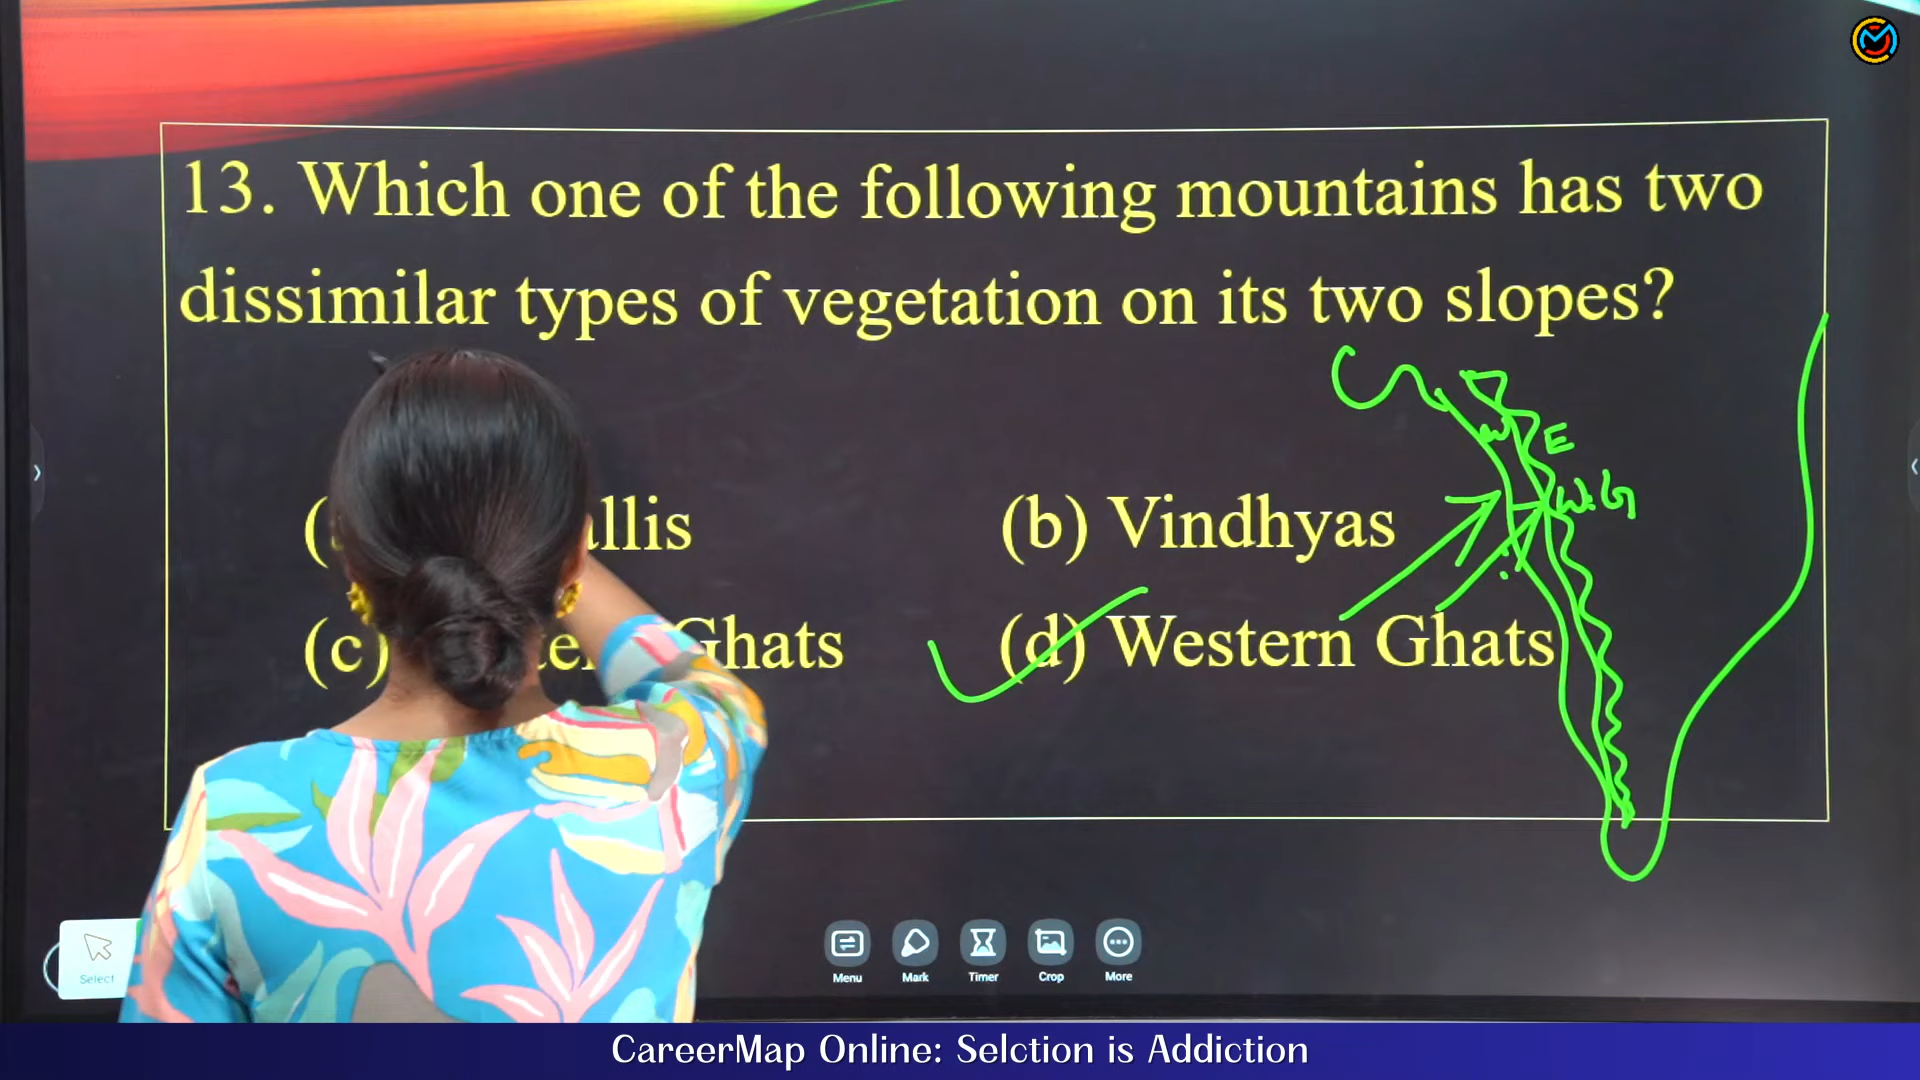 13. Which one of the following mountains has two
dissimilar types of vegetation on its two slopes?
(b) Vindhyas
(c) Ghats
(d) Western Ghats
W E
W.G
Select
Menu Mark Timer Crop More
CareerMap Online: Selction is Addiction